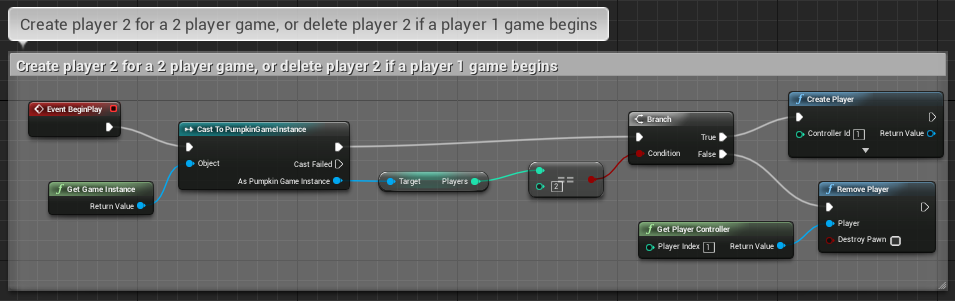 Create player 2 for a 2 player game, or delete player 2 if a player 1 game begins
Create player 2 for a 2 player game, or delete player 2 if a player 1 game begins
Event BeginPlay
Cast To PumpkinGameInstance
Object
Cast Failed
As Pumpkin Game Instance
Get Game Instance
Return Value
Target Players
==
2
Branch
True
Condition False
Create Player
Controller Id 1 Return Value
Remove Player
Player
Destroy Pawn
Get Player Controller
Player Index 1 Return Value